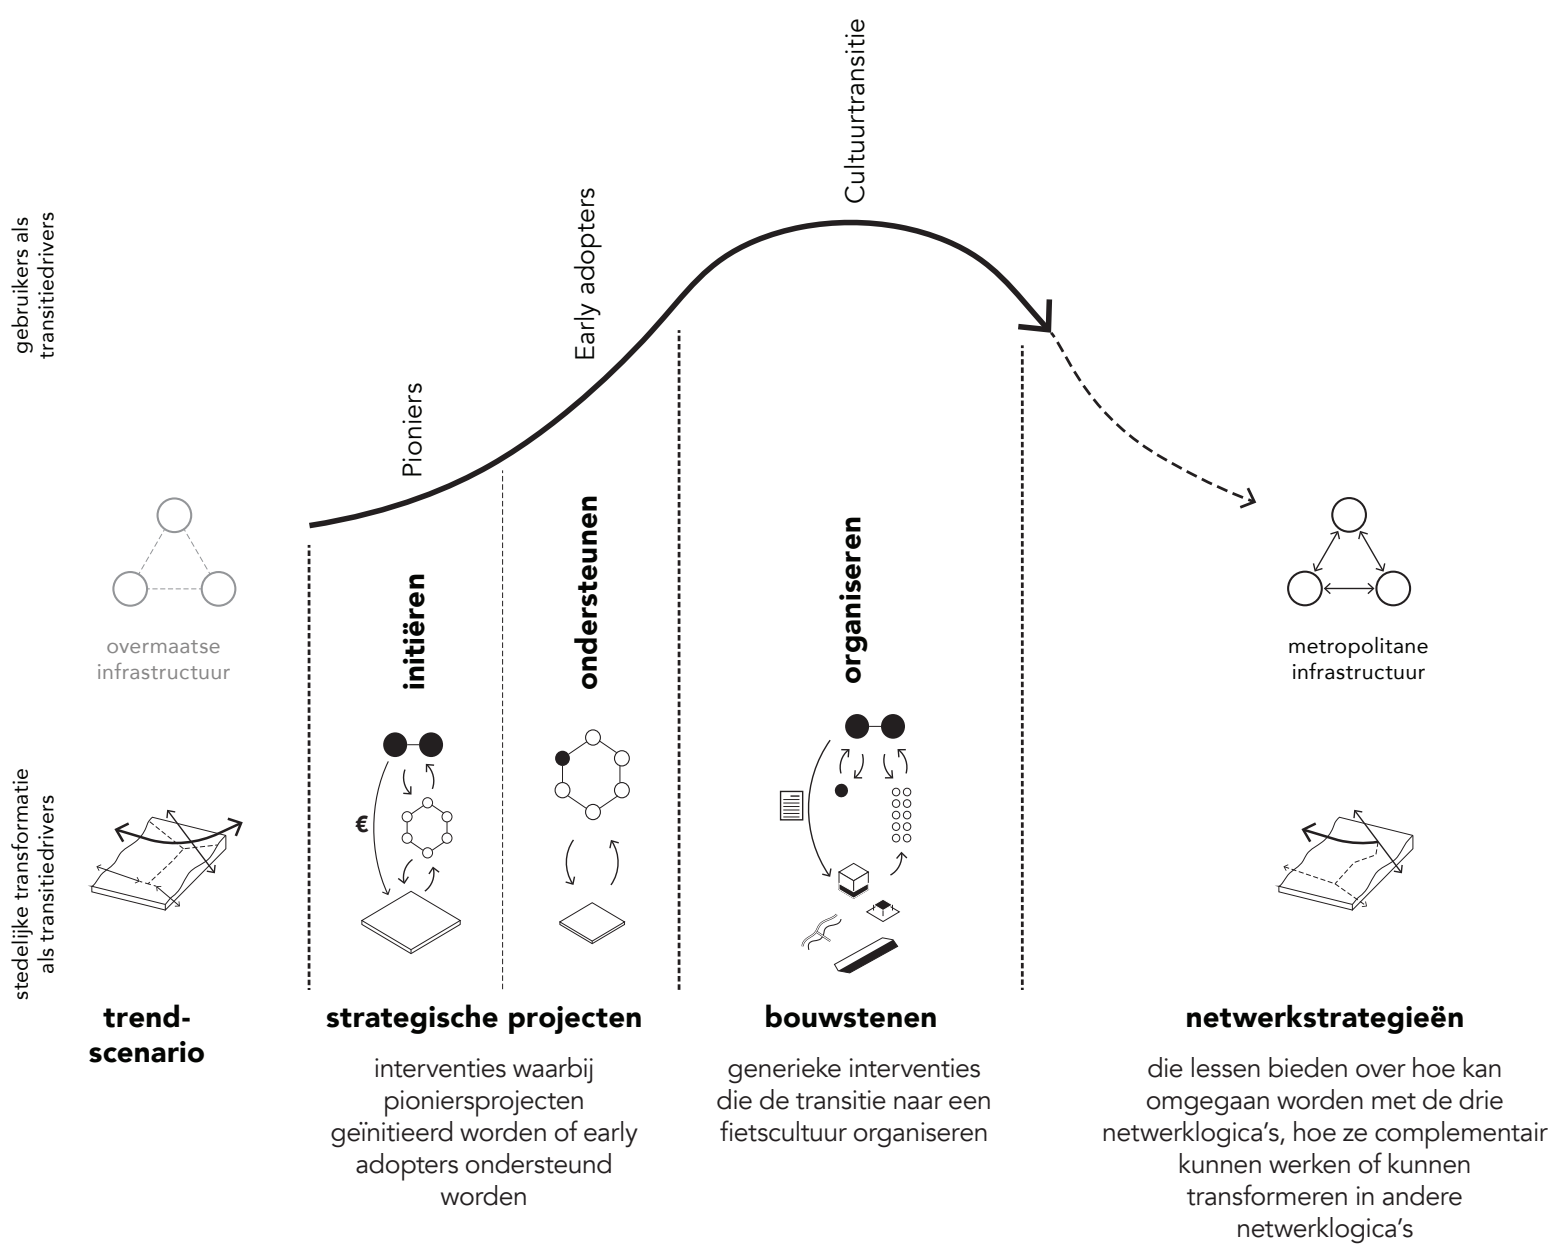 Cultuurtransitie
Early adopters
Pioniers
gebruikers als
transitiedrivers
overmaatse
infrastructuur
initiëren
ondersteunen
organiseren
metropolitane
infrastructuur
€
stedelijke transformatie
als transitiedrivers
trend-
scenario
strategische projecten
interventies waarbij
pioniersprojecten
geïnitieerd worden of early
adopters ondersteund
worden
bouwstenen
generieke interventies
die de transitie naar een
fietscultuur organiseren
netwerkstrategieën
die lessen bieden over hoe kan
omgegaan worden met de drie
netwerklogica's, hoe ze complementair
kunnen werken of kunnen
transformeren in andere
netwerklogica's